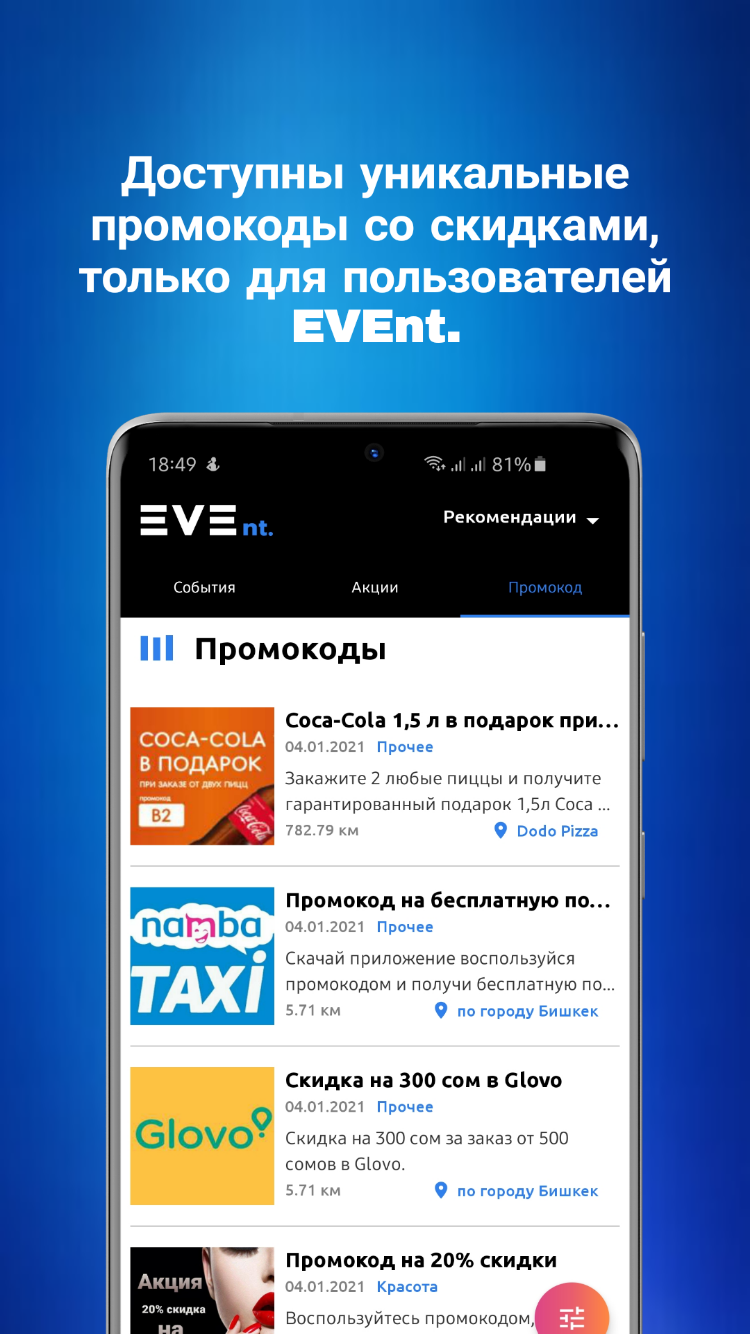 Доступны уникальные
промокоды со скидками,
только для пользователей
EVEnt.
18:49
81%
EVEnt.
Рекомендации
События
Акции
Промокод
Промокоды
COCA-COLA
В ПОДАРОК
ПРИ ЗАКАЗЕ ОТ ДВУХ ПИЦЦ
промокод
B2
Coca-Cola
Coca-Cola 1,5 л в подарок при...
04.01.2021 Прочее
Закажите 2 любые пиццы и получите
гарантированный подарок 1,5л Coca ...
782.79 км
Dodo Pizza
namba
TAXi
Промокод на бесплатную по...
04.01.2021 Прочее
Скачай приложение воспользуйся
промокодом и получи бесплатную по...
5.71 км
по городу Бишкек
Glovo
Скидка на 300 сом в Glovo
04.01.2021 Прочее
Скидка на 300 сом за заказ от 500
сомов в Glovo.
5.71 км
по городу Бишкек
Акция
20% скидка
на
Промокод на 20% скидки
04.01.2021 Красота
Воспользуйтесь промокодом,